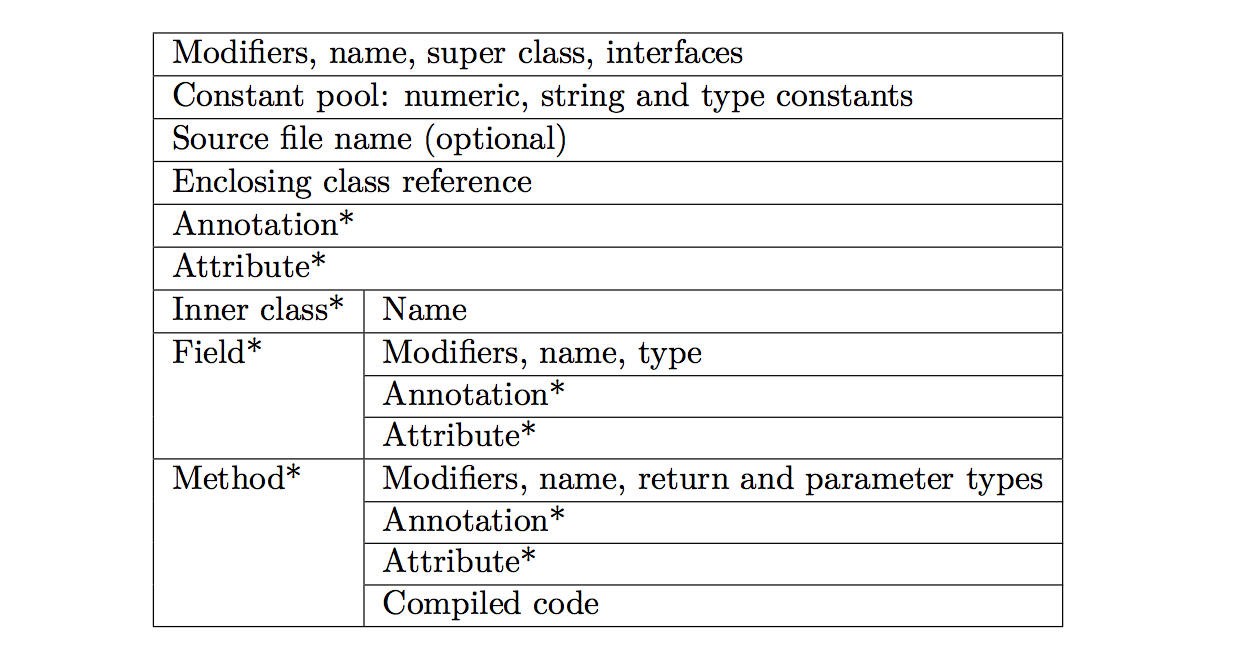 Modifiers, name, super class, interfaces
Constant pool: numeric, string and type constants
Source file name (optional)
Enclosing class reference
Annotation*
Attribute*
Inner class* Name
Field* Modifiers, name, type
Annotation*
Attribute*
Method* Modifiers, name, return and parameter types
Annotation*
Attribute*
Compiled code